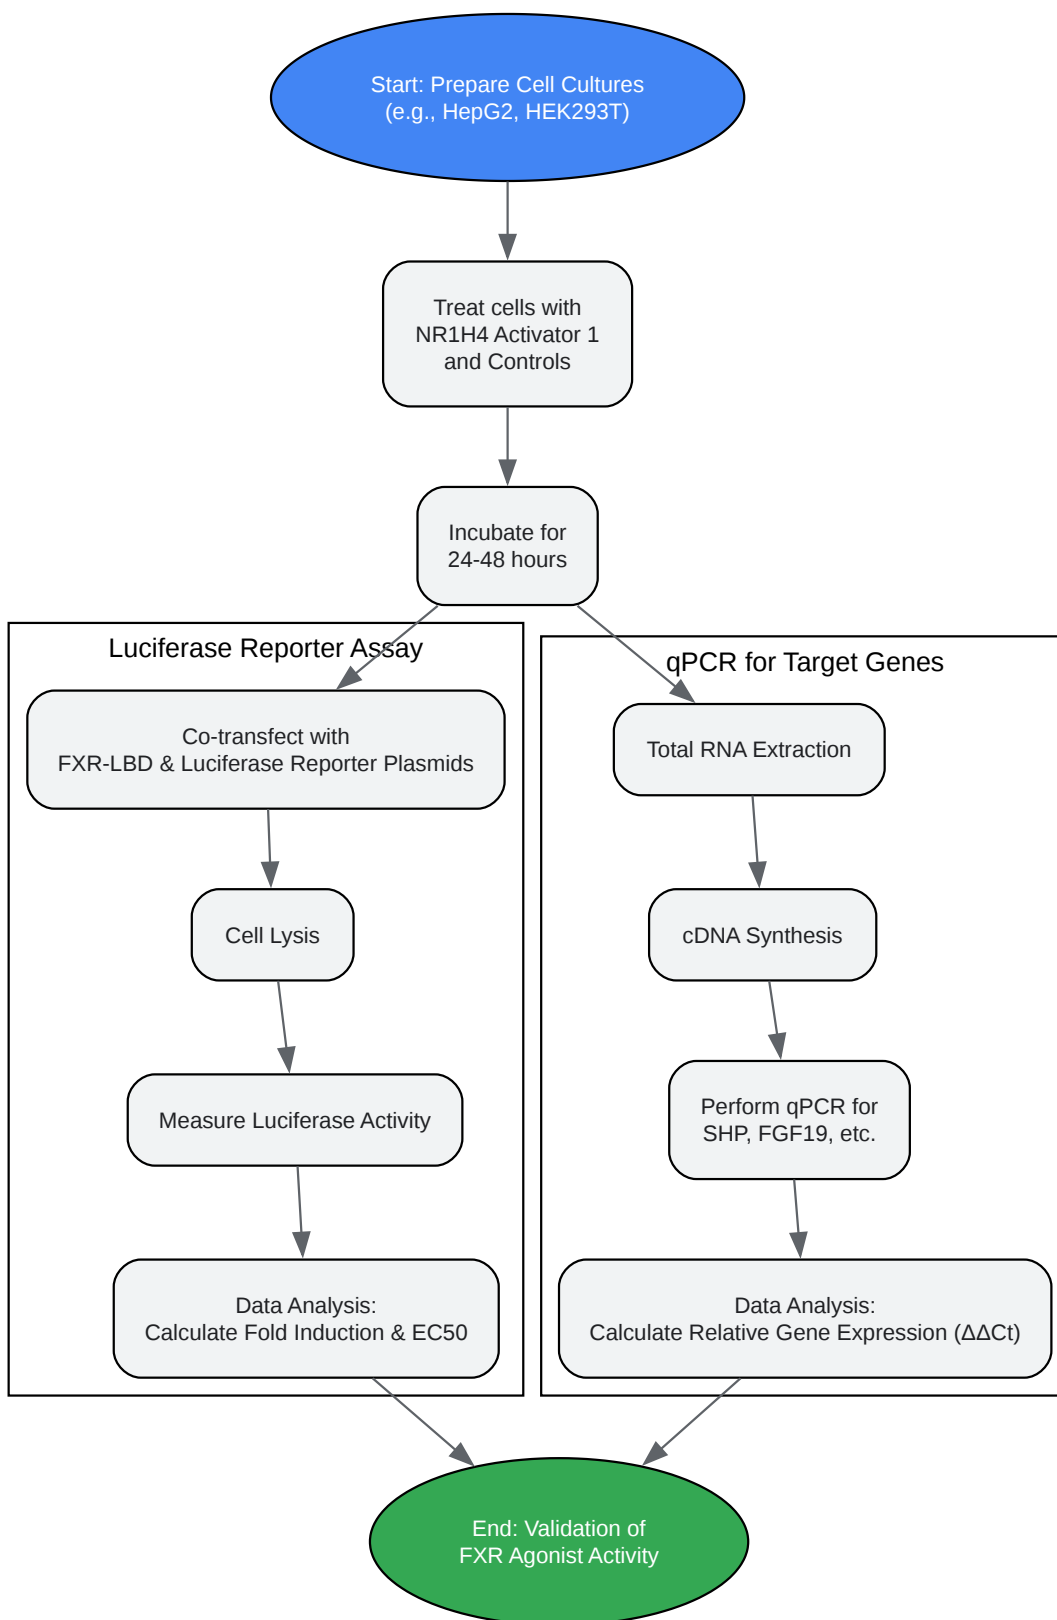 Start: Prepare Cell Cultures
(e.g., HepG2, HEK293T)
Treat cells with
NR1H4 Activator 1
and Controls
Incubate for
24-48 hours
Luciferase Reporter Assay
Co-transfect with
FXR-LBD & Luciferase Reporter Plasmids
Cell Lysis
Measure Luciferase Activity
Data Analysis:
Calculate Fold Induction & EC50
qPCR for Target Genes
Total RNA Extraction
cDNA Synthesis
Perform qPCR for
SHP, FGF19, etc.
Data Analysis:
Calculate Relative Gene Expression (ΔΔCt)
End: Validation of
FXR Agonist Activity